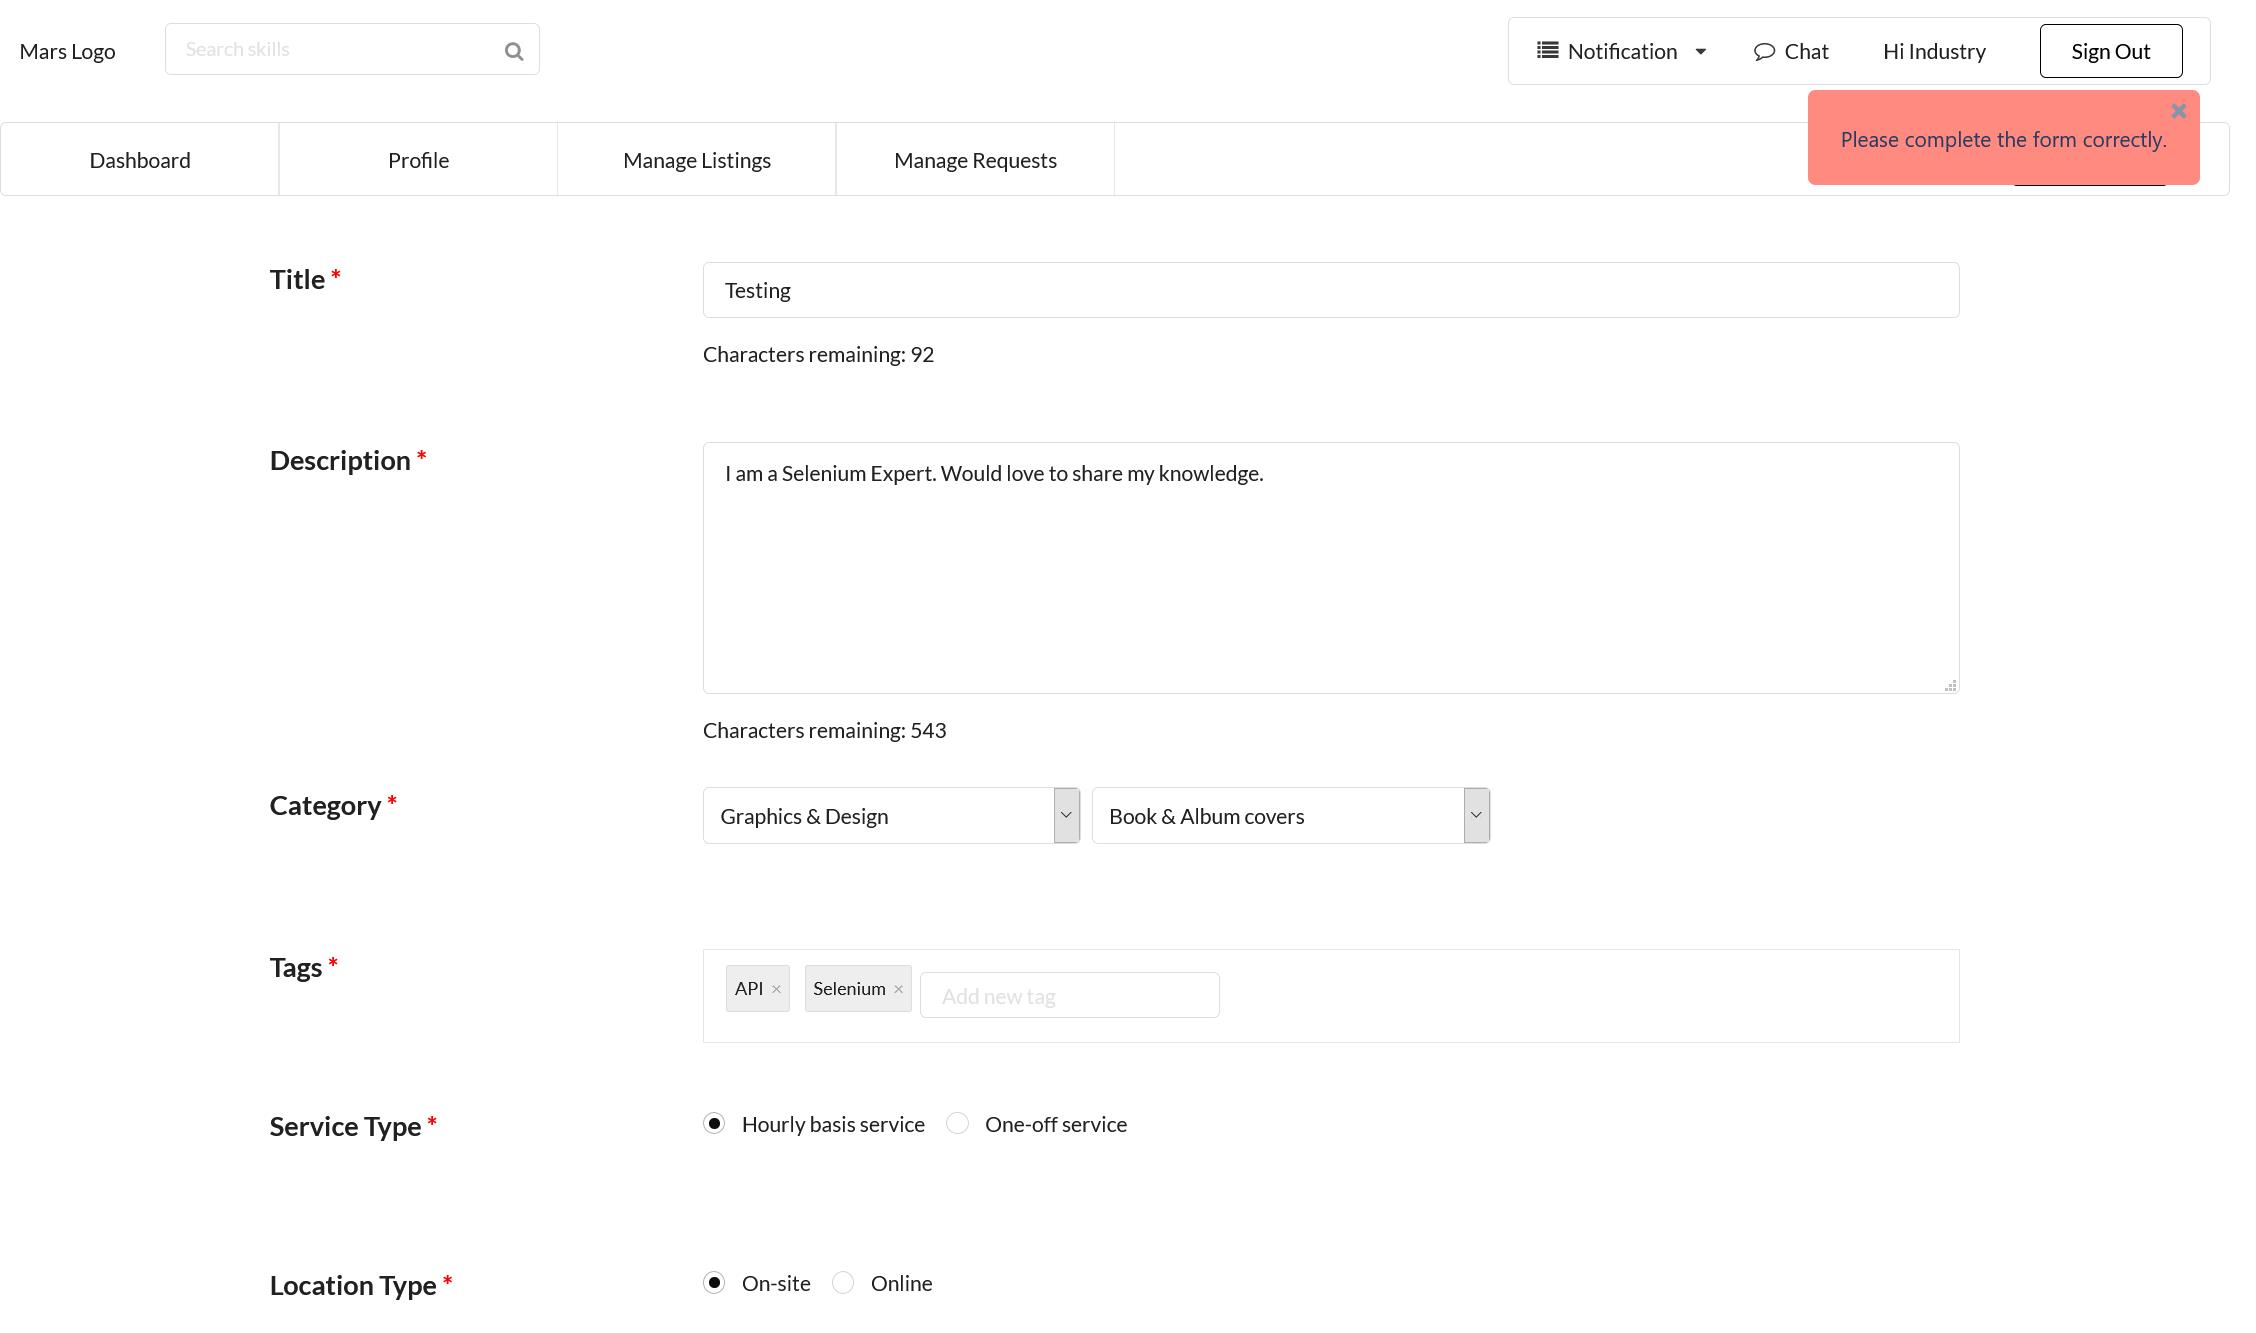 Mars Logo
Search skills
Notification
Chat
Hi Industry
Sign Out
Please complete the form correctly.
Dashboard
Profile
Manage Listings
Manage Requests
Title *
Testing
Characters remaining: 92
Description *
I am a Selenium Expert. Would love to share my knowledge.
Characters remaining: 543
Category *
Graphics & Design
Book & Album covers
Tags *
API ×
Selenium ×
Add new tag
Service Type *
Hourly basis service
One-off service
Location Type *
On-site
Online